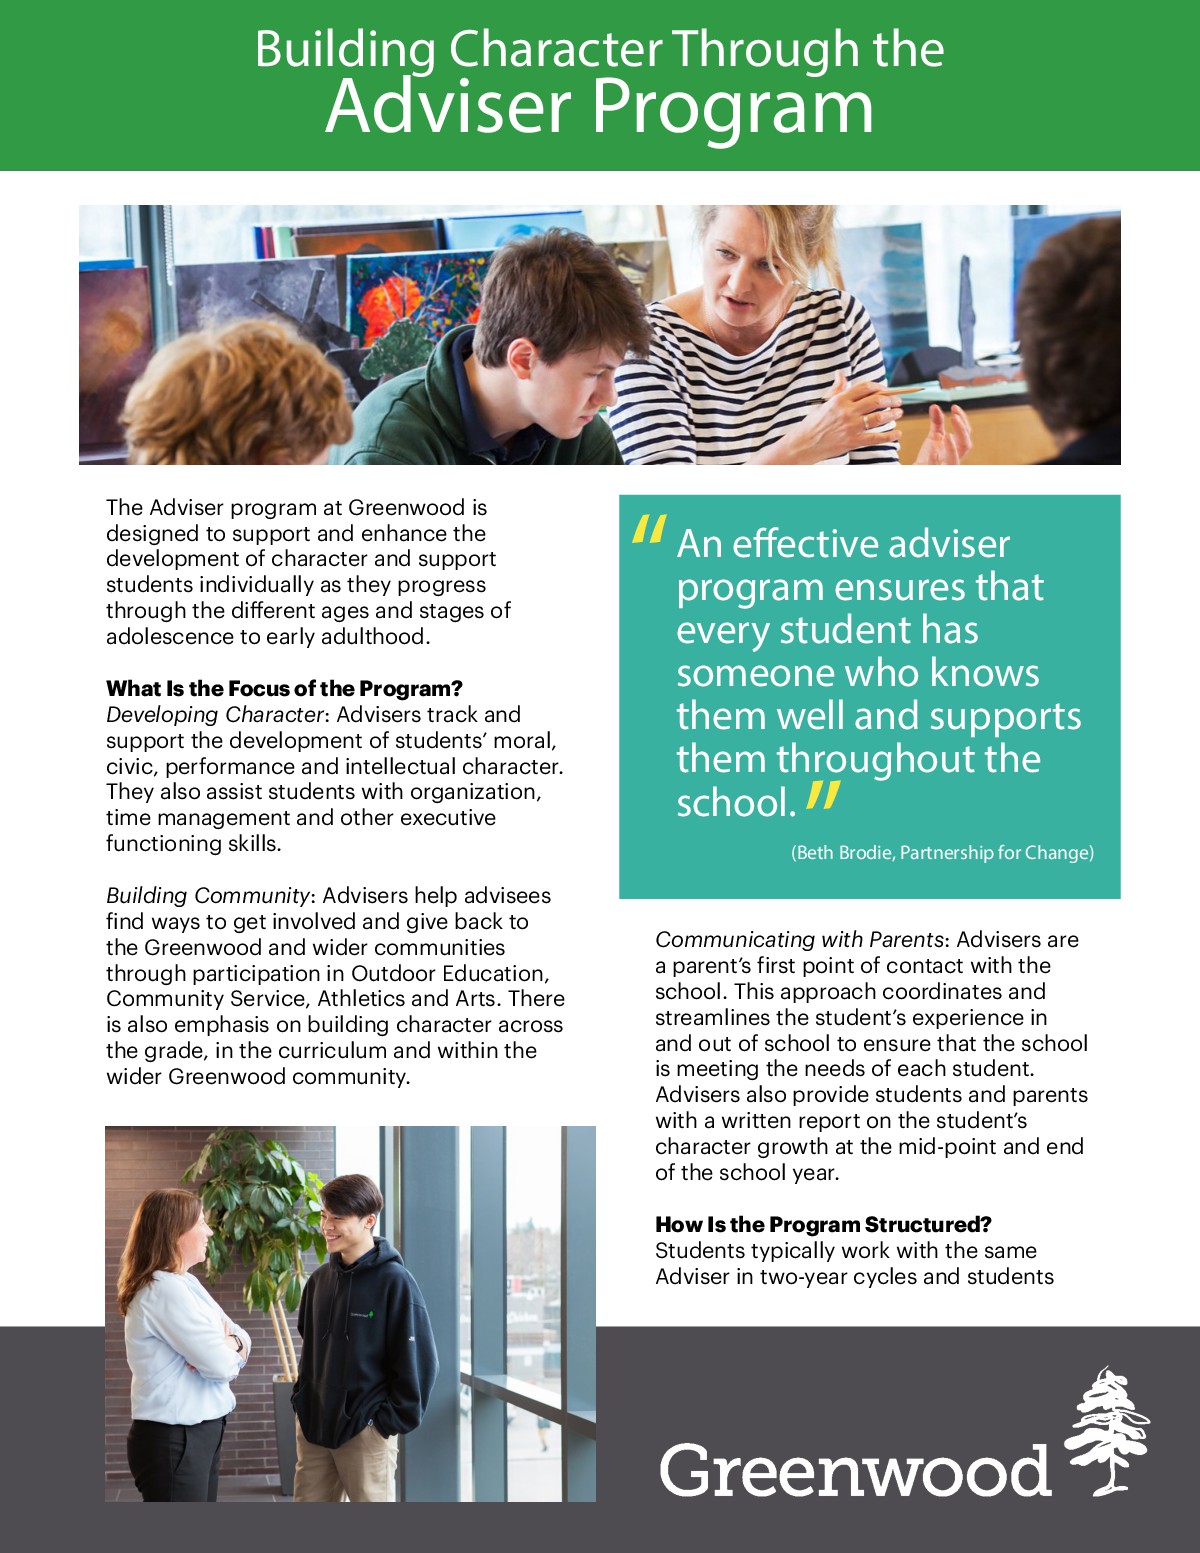 Building Character Through the
Adviser Program
The Adviser program at Greenwood is
designed to support and enhance the
development of character and support
students individually as they progress
through the different ages and stages of
adolescence to early adulthood.
What Is the Focus of the Program?
Developing Character: Advisers track and
support the development of students’ moral,
civic, performance and intellectual character.
They also assist students with organization,
time management and other executive
functioning skills.
Building Community: Advisers help advisees
find ways to get involved and give back to
the Greenwood and wider communities
through participation in Outdoor Education,
Community Service, Athletics and Arts. There
is also emphasis on building character across
the grade, in the curriculum and within the
wider Greenwood community.
“An effective adviser
program ensures that
every student has
someone who knows
them well and supports
them throughout the
school.”
(Beth Brodie, Partnership for Change)
Communicating with Parents: Advisers are
a parent’s first point of contact with the
school. This approach coordinates and
streamlines the student’s experience in
and out of school to ensure that the school
is meeting the needs of each student.
Advisers also provide students and parents
with a written report on the student’s
character growth at the mid-point and end
of the school year.
How Is the Program Structured?
Students typically work with the same
Adviser in two-year cycles and students
Greenwood
Greenwood